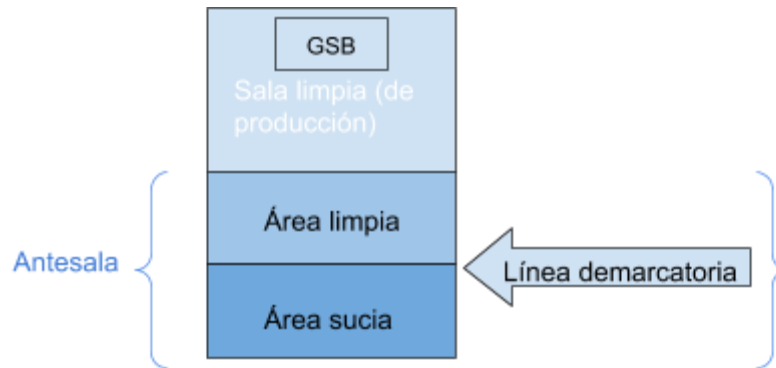 GSB
Sala limpia (de
producción)
Área limpia
Antesala
Línea demarcatoria
Área sucia